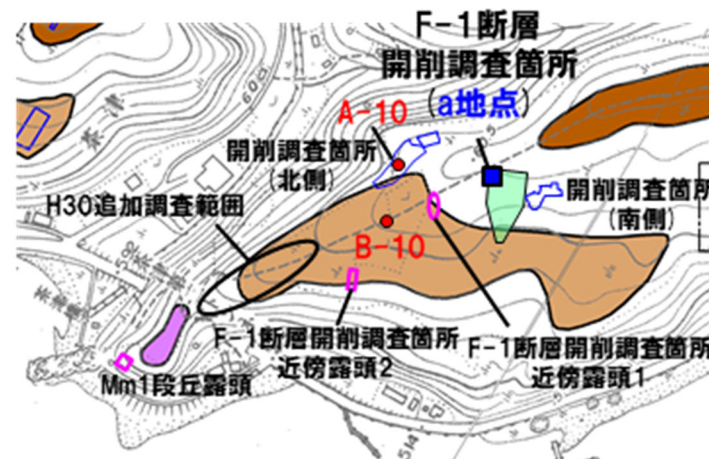 F-1断層
開削調査箇所
(a地点)
A-10
開削調査箇所
(北側)
H30追加調査範囲
開削調査箇所
(南側)
B-10
F-1断層開削調査箇所
近傍露頭2
F-1断層開削調査箇所
近傍露頭1
Mm1段丘露頭
514